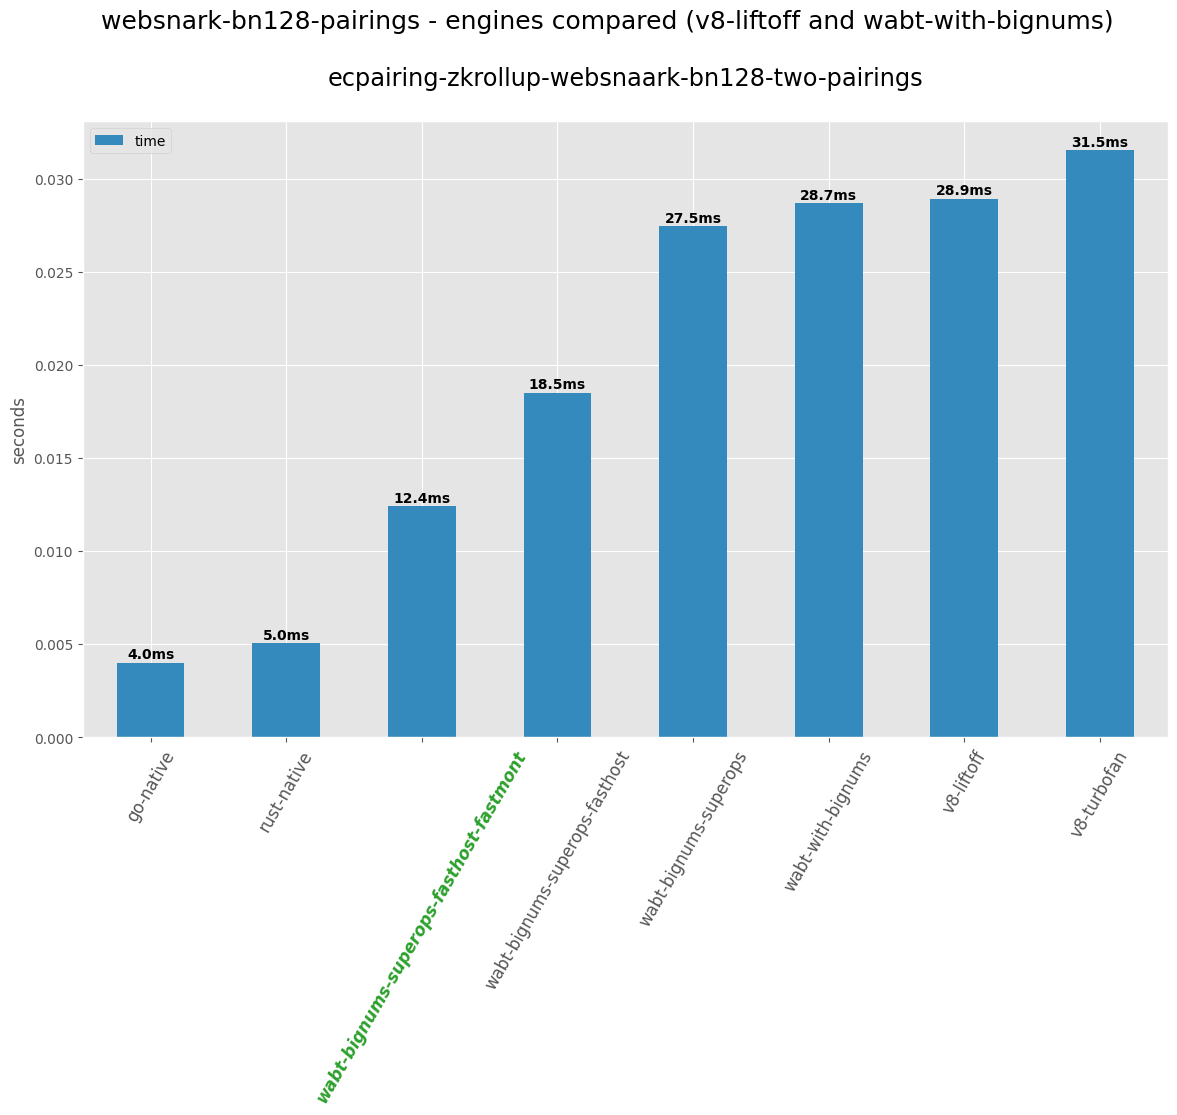 websnark-bn128-pairings - engines compared (v8-liftoff and wabt-with-bignums)
ecpairing-zkrollup-websnaark-bn128-two-pairings
time
seconds
0.030
0.025
0.020
0.015
0.010
0.005
0.000
4.0ms
5.0ms
12.4ms
18.5ms
27.5ms
28.7ms
28.9ms
31.5ms
go-native
rust-native
wabt-bignums-superops-fasthost-fastmont
wabt-bignums-superops-fasthost
wabt-bignums-superops
wabt-with-bignums
v8-liftoff
v8-turbofan